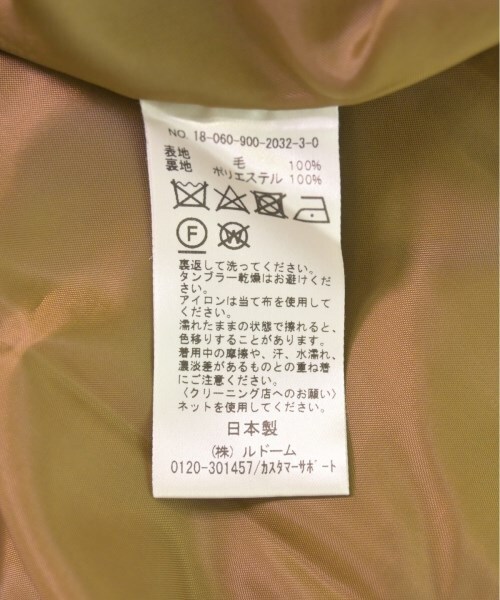 NO. 18-060-900-2032-3-0
表地 毛 100%
裏地 ポリエステル 100%
F W
裏返して洗ってください。
タンブラー乾燥はお避けくだ
さい。
アイロンは当て布を使用して
ください。
濡れたままの状態で擦れると、
色移りすることがあります。
着用中の摩擦や、汗、水濡れ、
濃淡差があるものとの重ね着
にご注意ください。
〈クリーニング店へのお願い〉
ネットを使用してください。
日本製
(株) ルドーム
0120-301457/カスタマーサポート